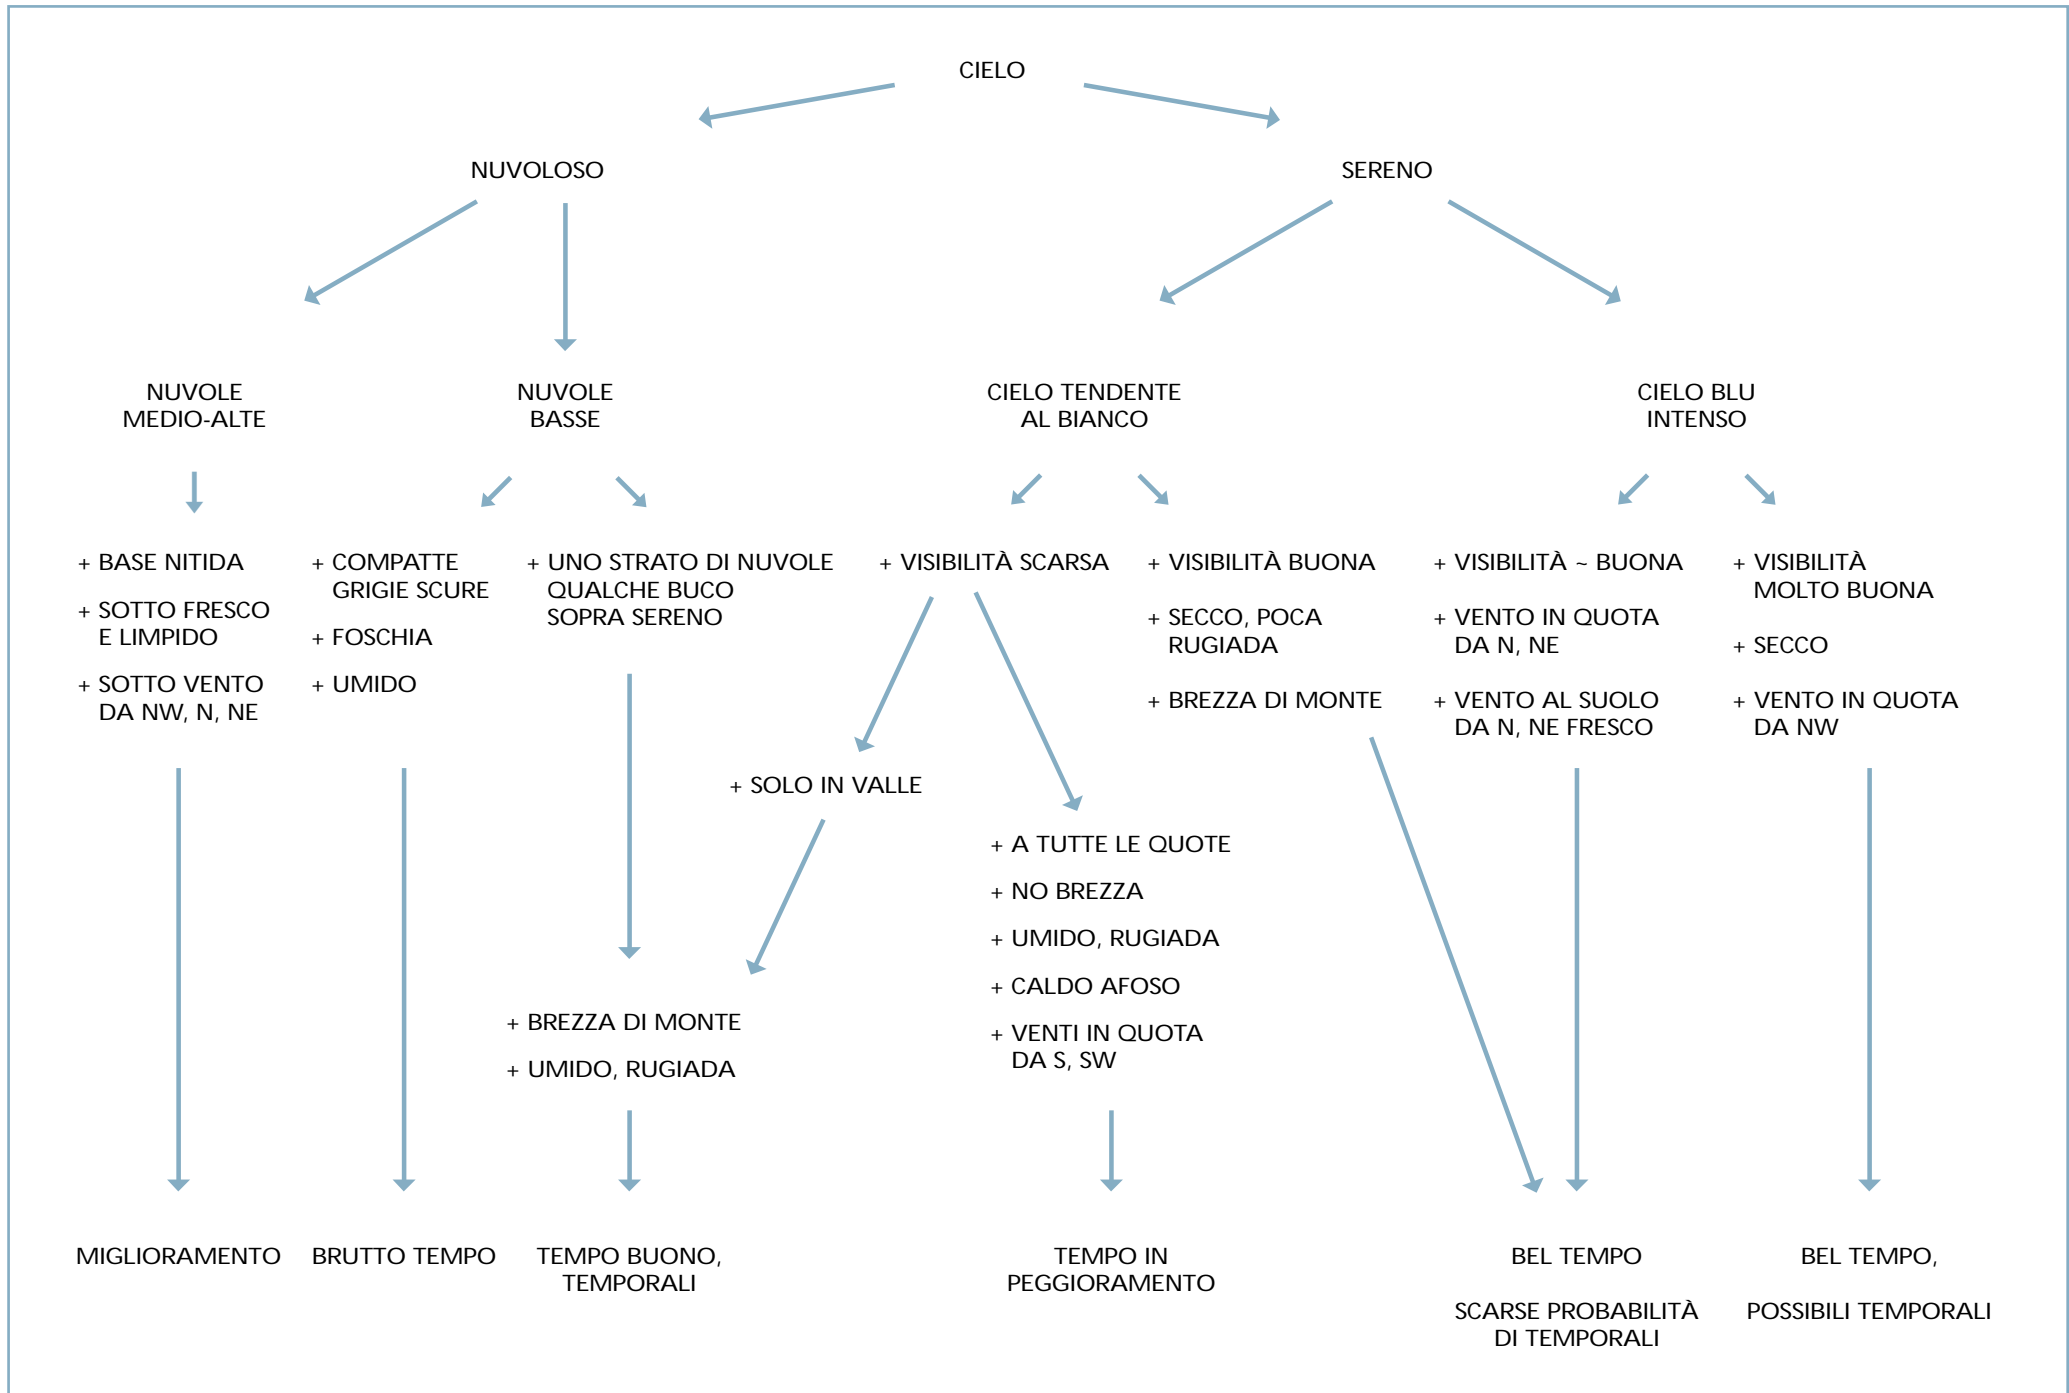 CIELO
NUVOLOSO
SERENO
NUVOLE
MEDIO-ALTE
NUVOLE
BASSE
CIELO TENDENTE
AL BIANCO
CIELO BLU
INTENSO
+ BASE NITIDA
+ SOTTO FRESCO
E LIMPIDO
+ SOTTO VENTO
DA NW, N, NE
+ COMPATTE
GRIGIE SCURE
+ FOSCHIA
+ UMIDO
+ UNO STRATO DI NUVOLE
QUALCHE BUCO
SOPRA SERENO
+ VISIBILITÀ SCARSA
+ VISIBILITÀ BUONA
+ SECCO, POCA
RUGIADA
+ BREZZA DI MONTE
+ VISIBILITÀ ~ BUONA
+ VENTO IN QUOTA
DA N, NE
+ VENTO AL SUOLO
DA N, NE FRESCO
+ VISIBILITÀ
MOLTO BUONA
+ SECCO
+ VENTO IN QUOTA
DA NW
+ SOLO IN VALLE
+ A TUTTE LE QUOTE
+ NO BREZZA
+ UMIDO, RUGIADA
+ CALDO AFOSO
+ VENTI IN QUOTA
DA S, SW
+ BREZZA DI MONTE
+ UMIDO, RUGIADA
MIGLIORAMENTO
BRUTTO TEMPO
TEMPO BUONO,
TEMPORALI
TEMPO IN
PEGGIORAMENTO
BEL TEMPO
SCARSE PROBABILITÀ
DI TEMPORALI
BEL TEMPO,
POSSIBILI TEMPORALI